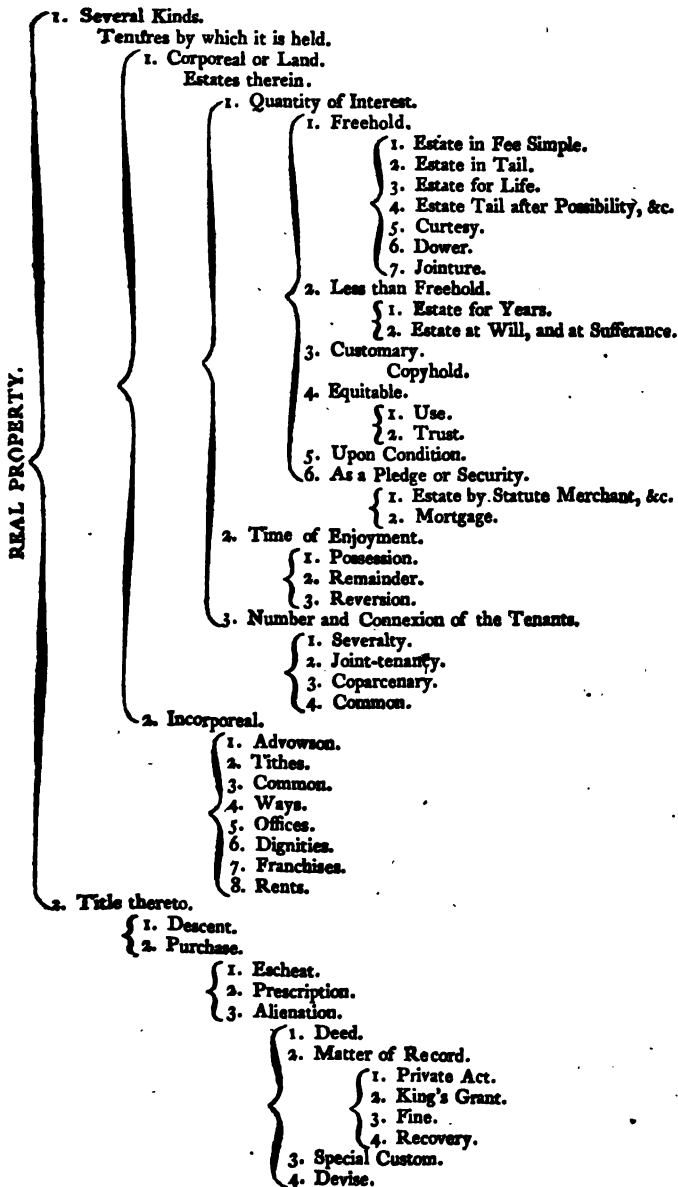 1. Several Kinds.
Tenures by which it is held.
1. Corporeal or Land.
Estates therein.
1. Quantity of Interest.
1. Freehold.
1. Estate in Fee Simple.
2. Estate in Tail.
3. Estate for Life.
4. Estate Tail after Possibility, &c.
5. Curtesy.
6. Dower.
7. Jointure.
2. Less than Freehold.
1. Estate for Years.
2. Estate at Will, and at Sufferance.
3. Customary.
Copyhold.
4. Equitable.
1. Use.
2. Trust.
5. Upon Condition.
6. As a Pledge or Security.
1. Estate by Statute Merchant, &c.
2. Mortgage.
REAL PROPERTY.
2. Time of Enjoyment.
1. Possession.
2. Remainder.
3. Reversion.
3. Number and Connexion of the Tenants.
1. Severalty.
2. Joint-tenancy.
3. Coparcenary.
4. Common.
2. Incorporeal.
1. Advowson.
2. Tithes.
3. Common.
4. Ways.
5. Offices.
6. Dignities.
7. Franchises.
8. Rents.
2. Title thereto.
1. Descent.
2. Purchase.
1. Escheat.
2. Prescription.
3. Alienation.
1. Deed.
2. Matter of Record.
1. Private Act.
2. King's Grant.
3. Fine.
4. Recovery.
3. Special Custom.
4. Devise.